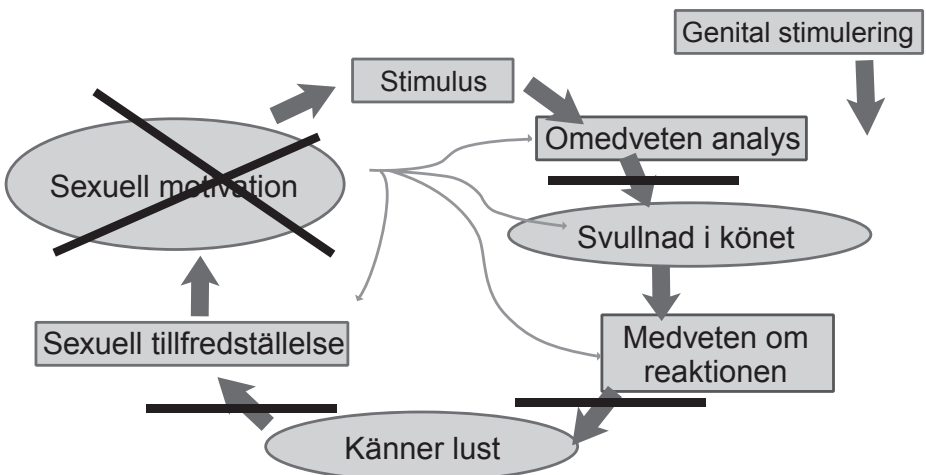 Genital stimulering
Stimulus
Omedveten analys
Sexuell motivation
Svullnad i könet
Sexuell tillfredställelse
Medveten om
reaktionen
Känner lust